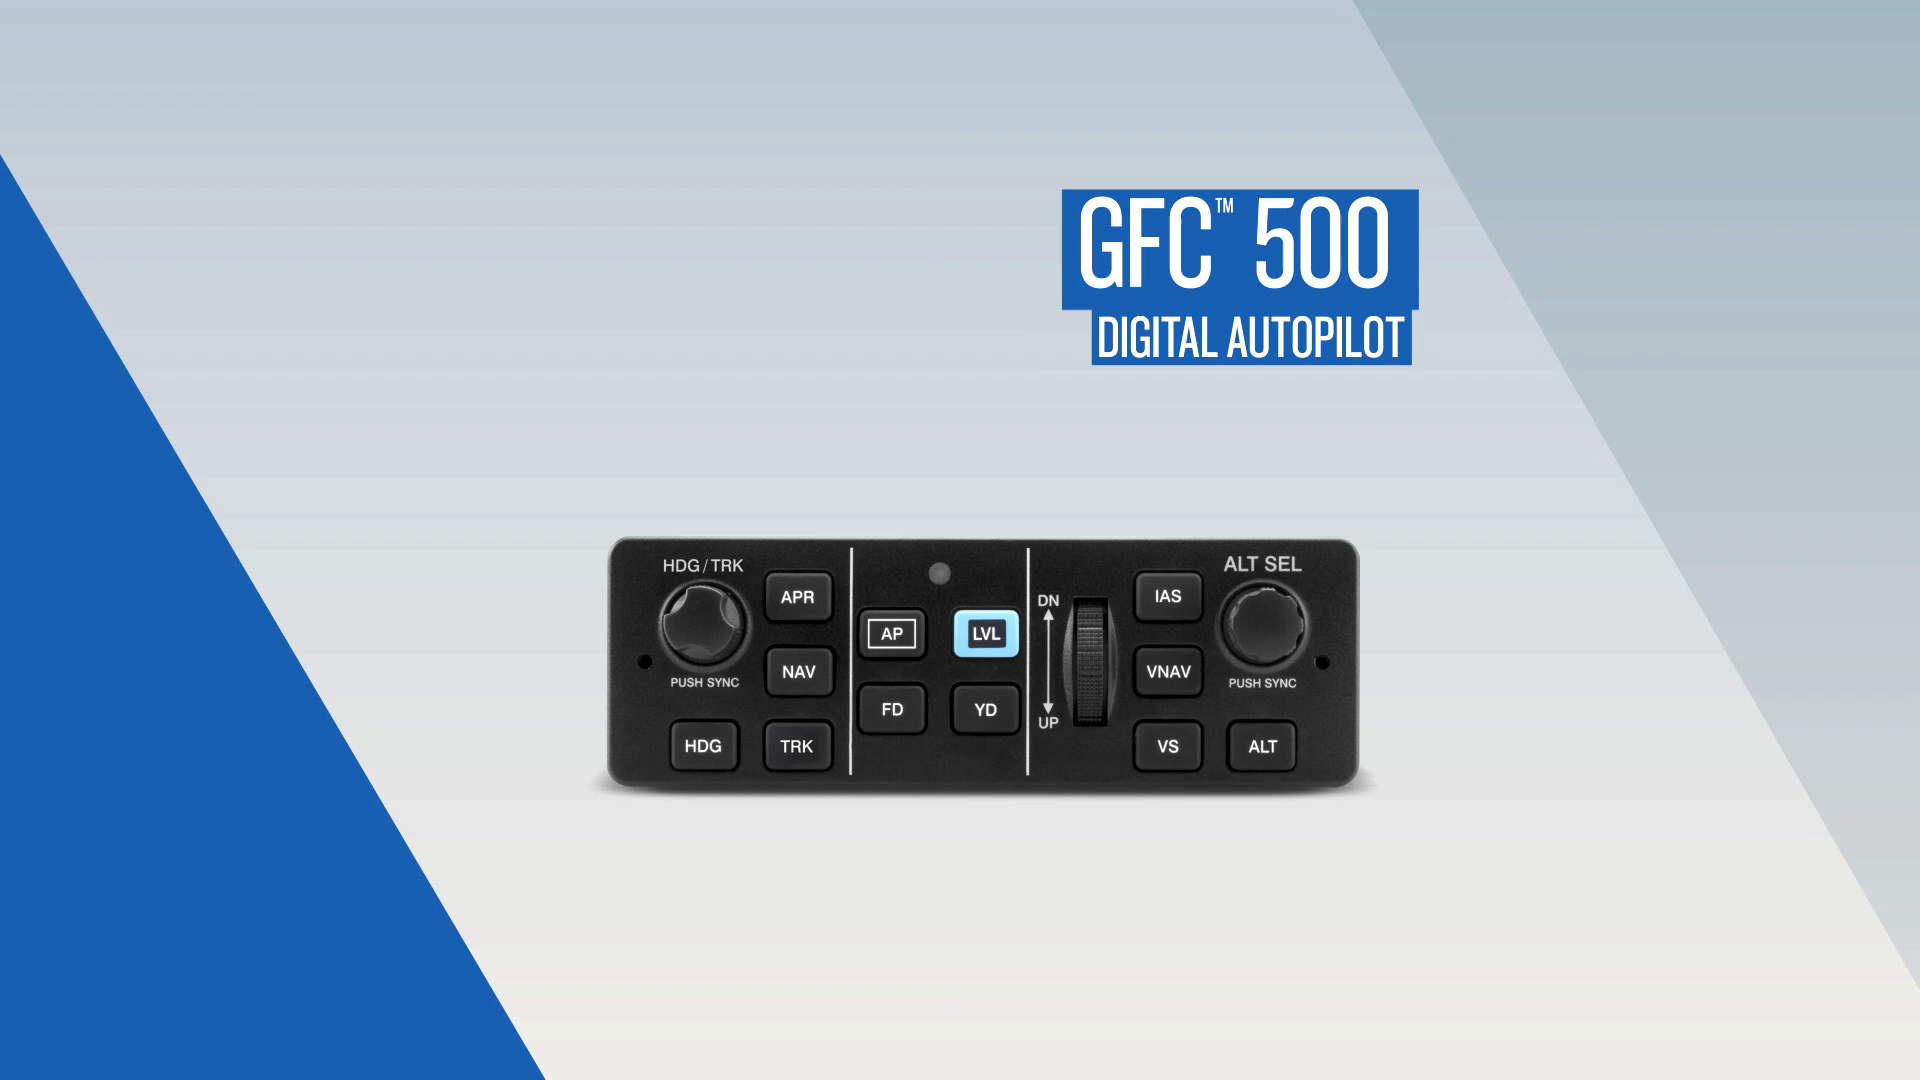 GFC™ 500
DIGITAL AUTOPILOT
HDG / TRK
ALT SEL
APR
DN
IAS
AP
LVL
NAV
VNAV
PUSH SYNC
PUSH SYNC
FD
YD
UP
HDG
TRK
VS
ALT